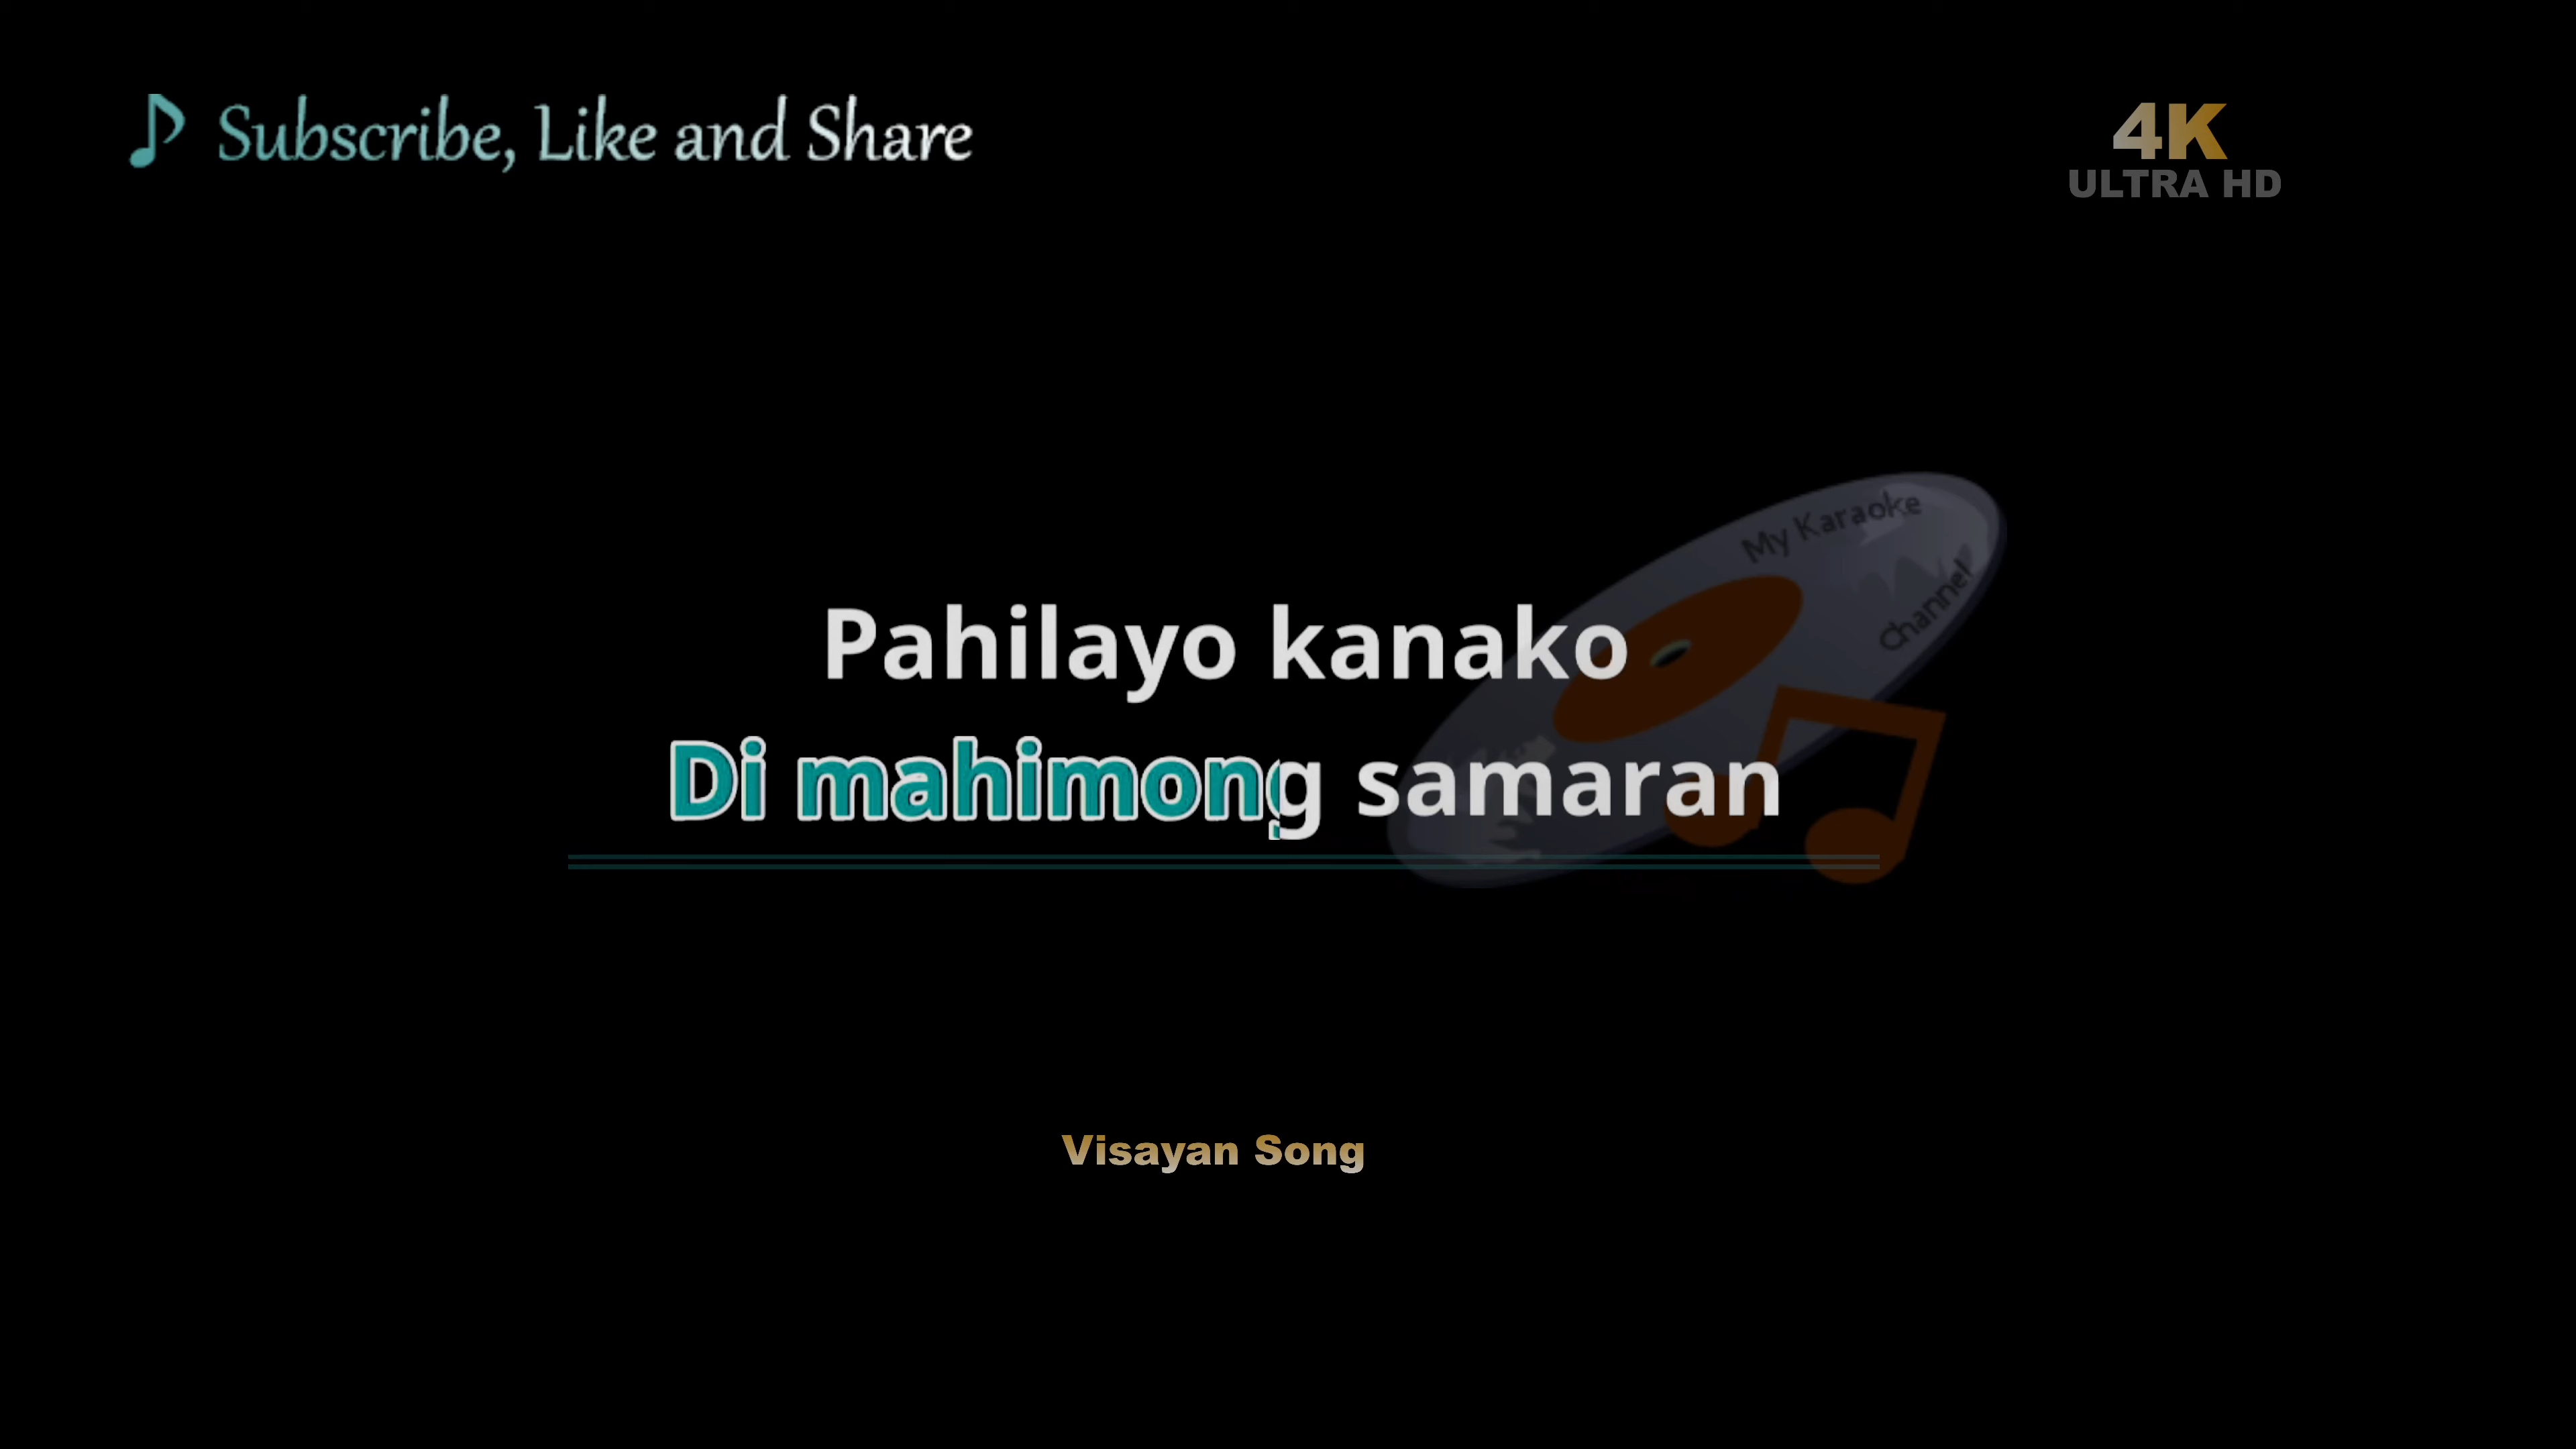 ♪ Subscribe, Like and Share
4K
ULTRA HD
My Karaoke
Channel
Pahilayo kanako
Di mahimong samaran
Visayan Song